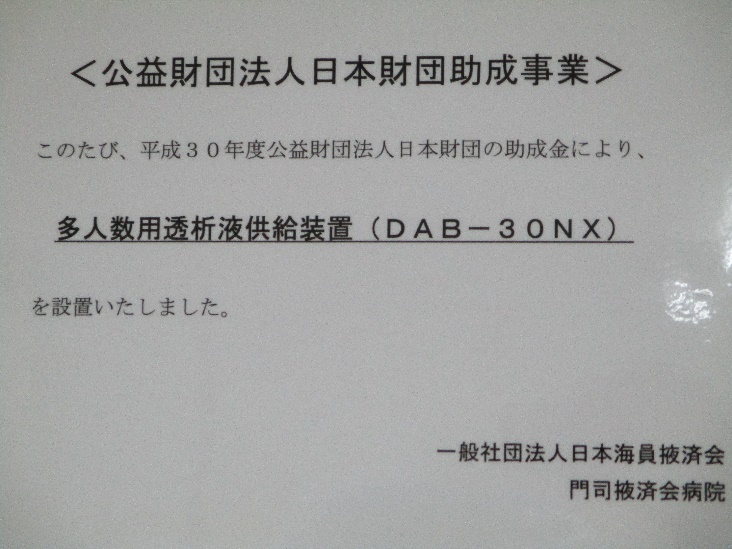 ＜公益財団法人日本財団助成事業＞
このたび、平成３０年度公益財団法人日本財団の助成金により、
多人数用透析液供給装置（ＤＡＢ－３０ＮＸ）
を設置いたしました。
一般社団法人日本海員掖済会
門司掖済会病院